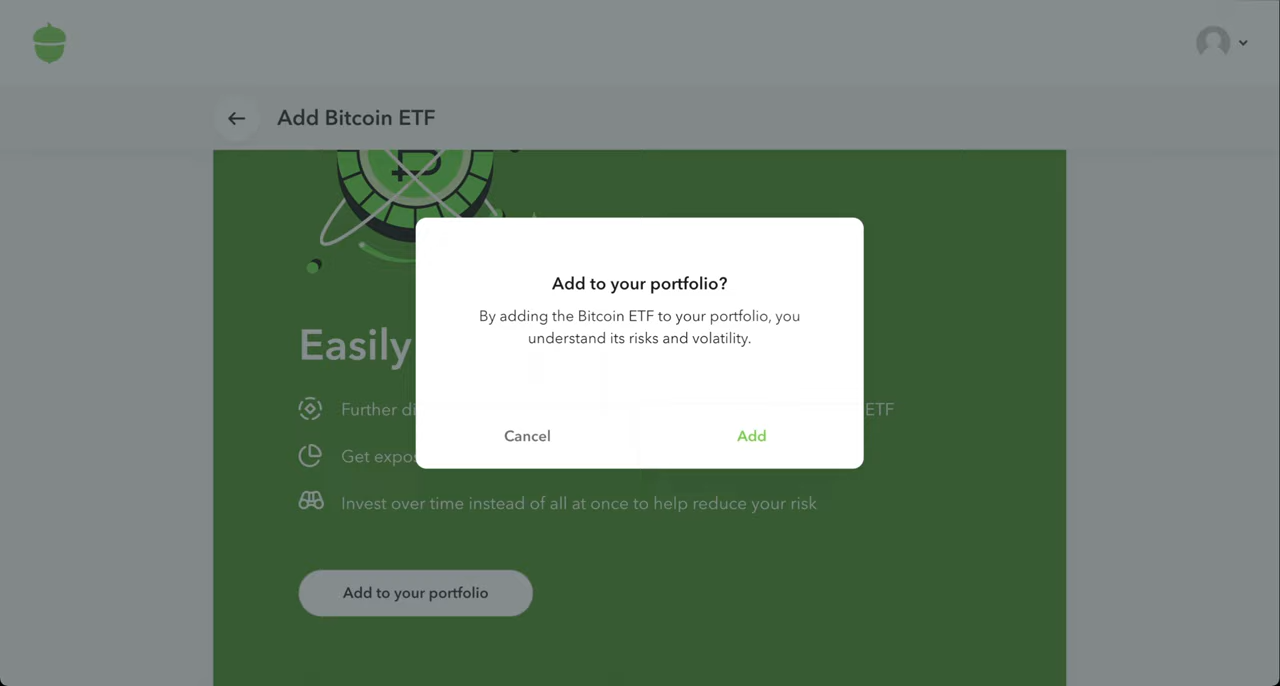 Add Bitcoin ETF
Add to your portfolio?
By adding the Bitcoin ETF to your portfolio, you
understand its risks and volatility.
Cancel
Add
Easily
Further di
ETF
Get expo
Invest over time instead of all at once to help reduce your risk
Add to your portfolio